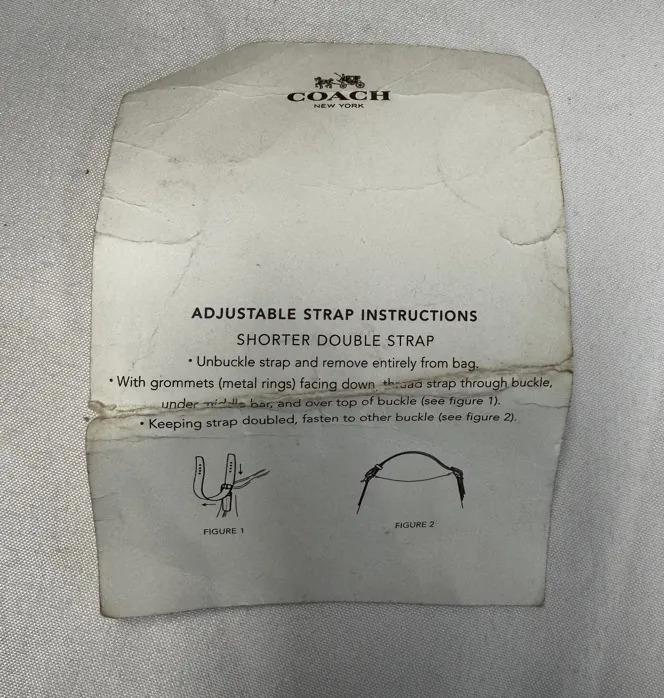 COACH
NEW YORK
ADJUSTABLE STRAP INSTRUCTIONS
SHORTER DOUBLE STRAP
• Unbuckle strap and remove entirely from bag.
• With grommets (metal rings) facing down thread strap through buckle,
under middle bar, and over top of buckle (see figure 1).
• Keeping strap doubled, fasten to other buckle (see figure 2).
FIGURE 1
FIGURE 2